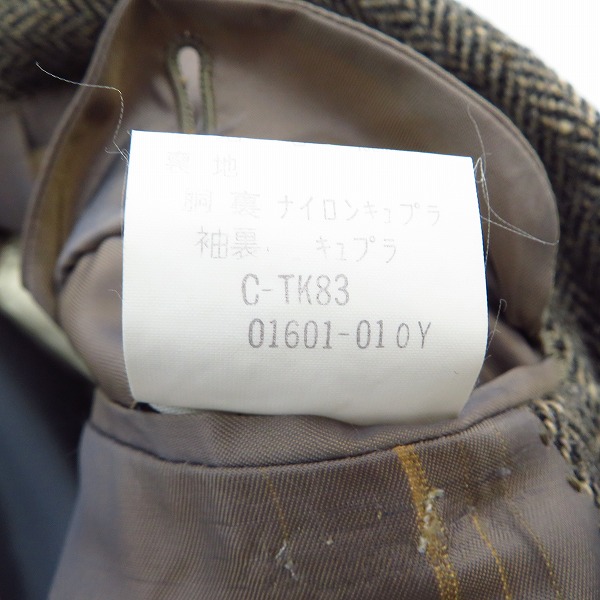 表地
胴裏 ナイロンキュプラ
袖裏. キュプラ
C-TK83
01601-010Y